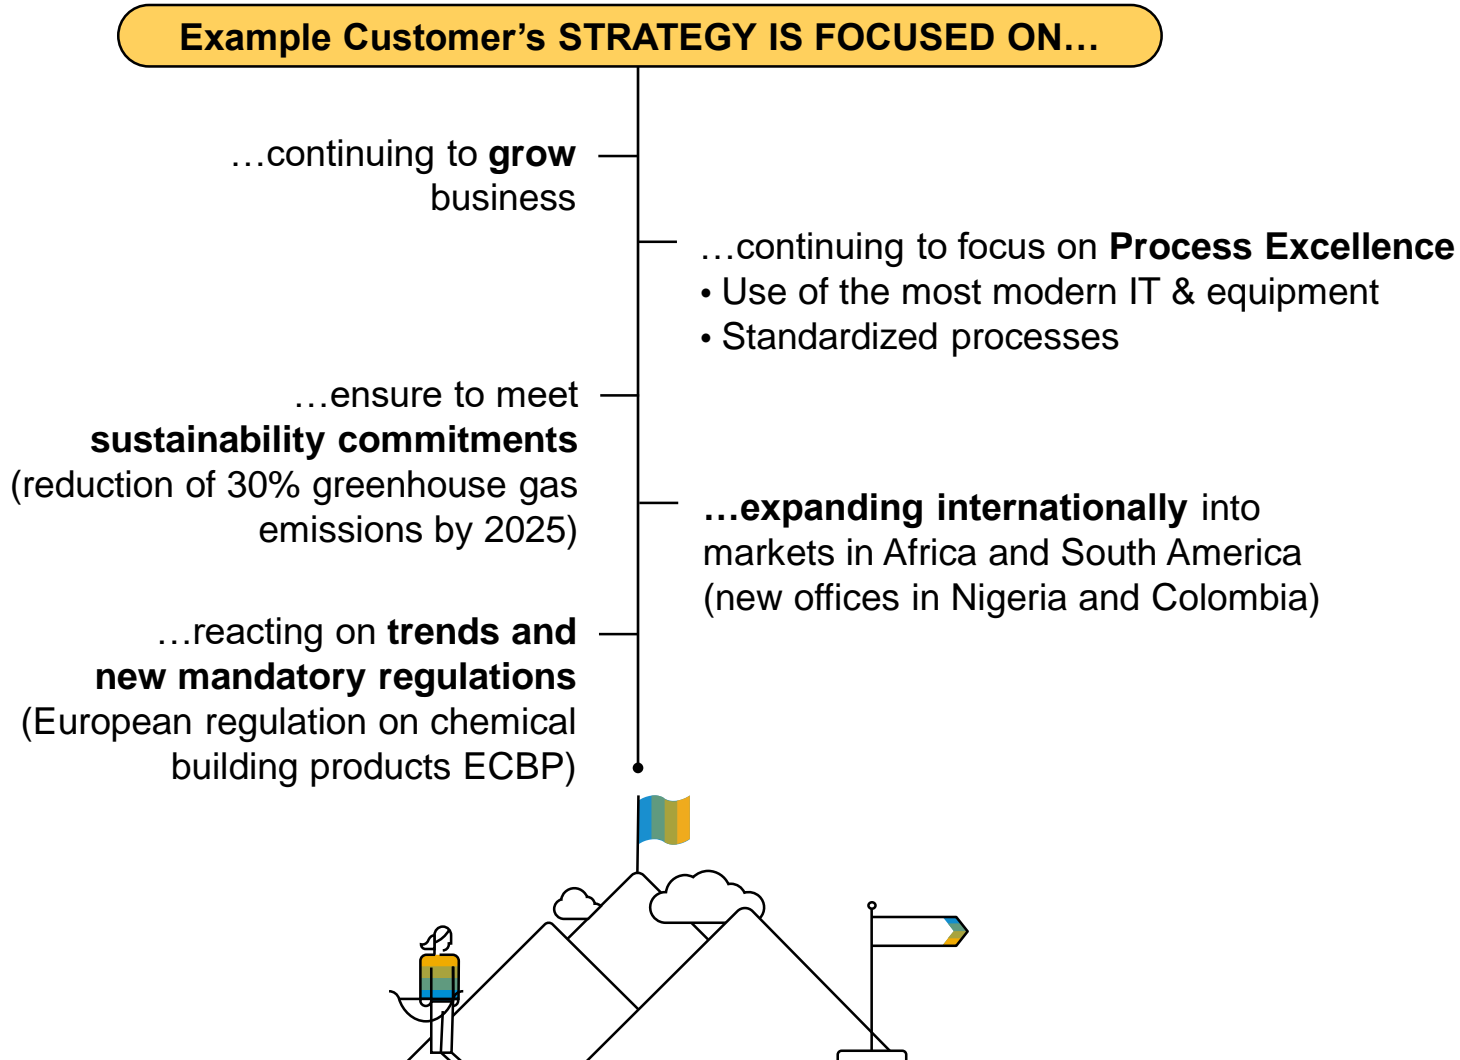 Example Customer’s STRATEGY IS FOCUSED ON…
…continuing to grow
business
…continuing to focus on Process Excellence
• Use of the most modern IT & equipment
• Standardized processes
…ensure to meet
sustainability commitments
(reduction of 30% greenhouse gas
emissions by 2025)
…expanding internationally into
markets in Africa and South America
(new offices in Nigeria and Colombia)
…reacting on trends and
new mandatory regulations
(European regulation on chemical
building products ECBP)